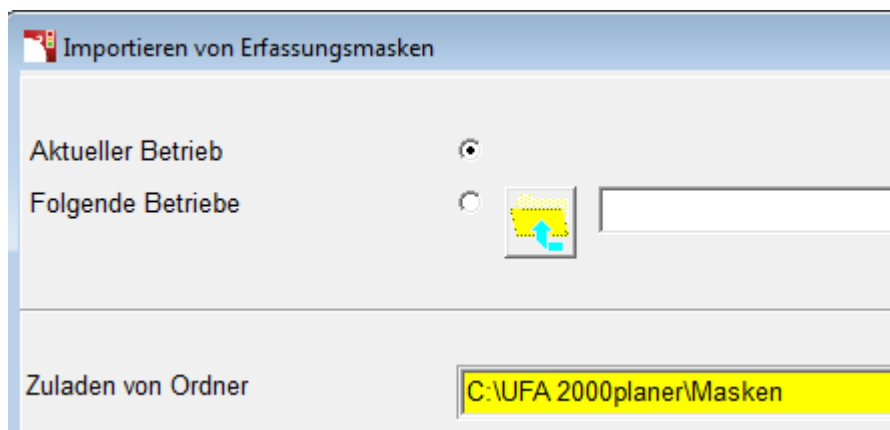 Importieren von Erfassungsmasken
Aktueller Betrieb
Folgende Betriebe
Zuladen von Ordner
C:\UFA 2000planer\Masken